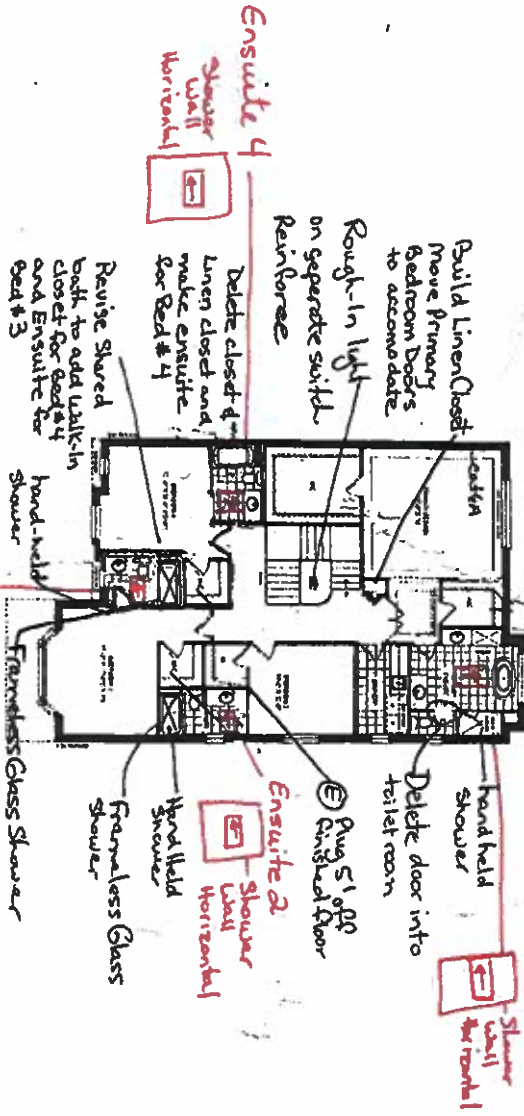 Ensuite 4
Shower
Wall
Horizontal
Build Linen Closet
Move Primary
Bedroom Doors
to accomodate
Rough-In light
on seperate switch
Reinforce
Delete closet &
Linen closet and
make ensuite
for Bed #4
Revise Shared
bath to add Walk-In
closet for Bed #4
and Ensuite for
Bed #3
hand-held
shower
Frameless Glass Shower
hand held
shower
Delete door into
toilet room
E
Plug 5' off
finished floor
Ensuite 2
Shower
Wall
Horizontal
Hand Held
Shower
frameless Glass
Shower
Shower
Wall
Horizontal